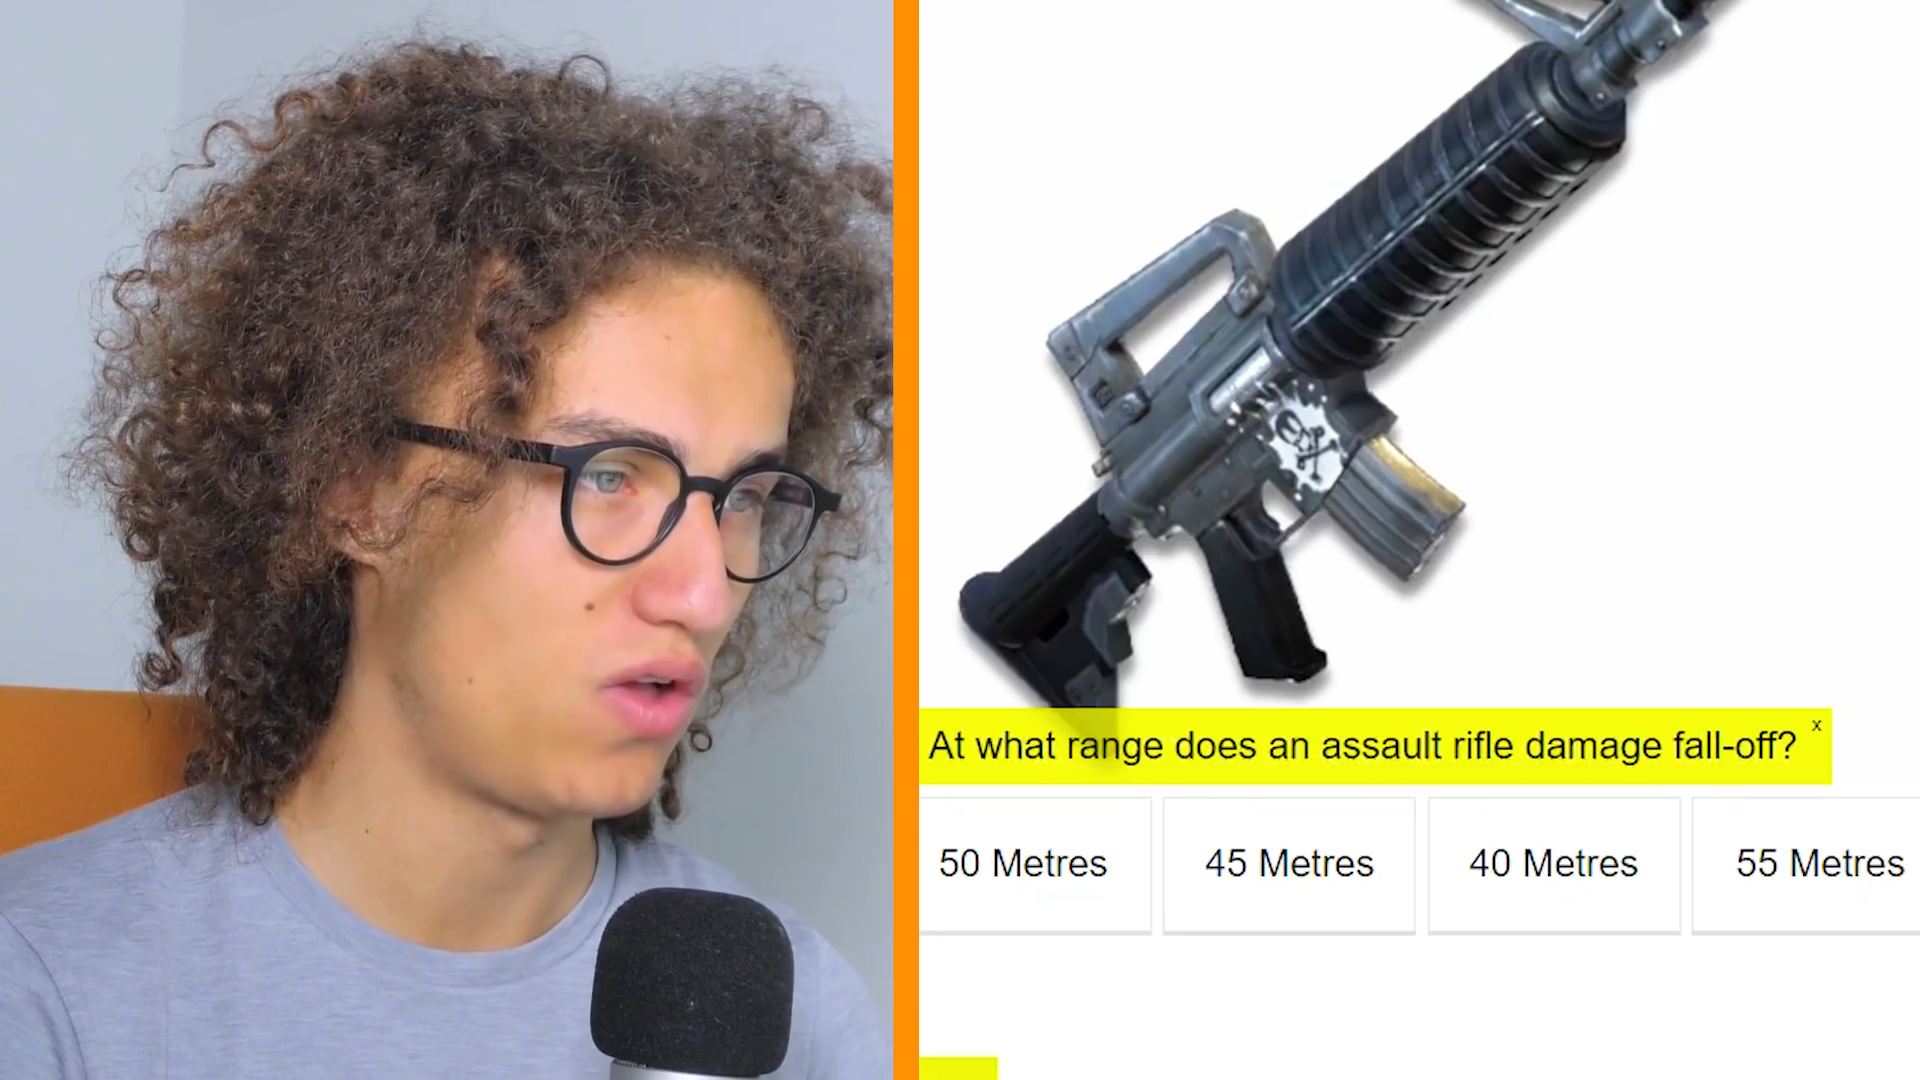 At what range does an assault rifle damage fall-off? x
50 Metres
45 Metres
40 Metres
55 Metres